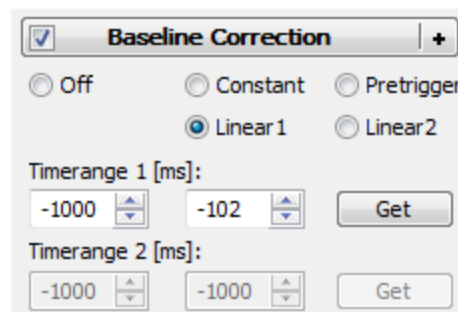 Baseline Correction +
Off Constant Pretrigger
Linear1 Linear2
Timerange 1 [ms]:
-1000 -102 Get
Timerange 2 [ms]:
-1000 -1000 Get